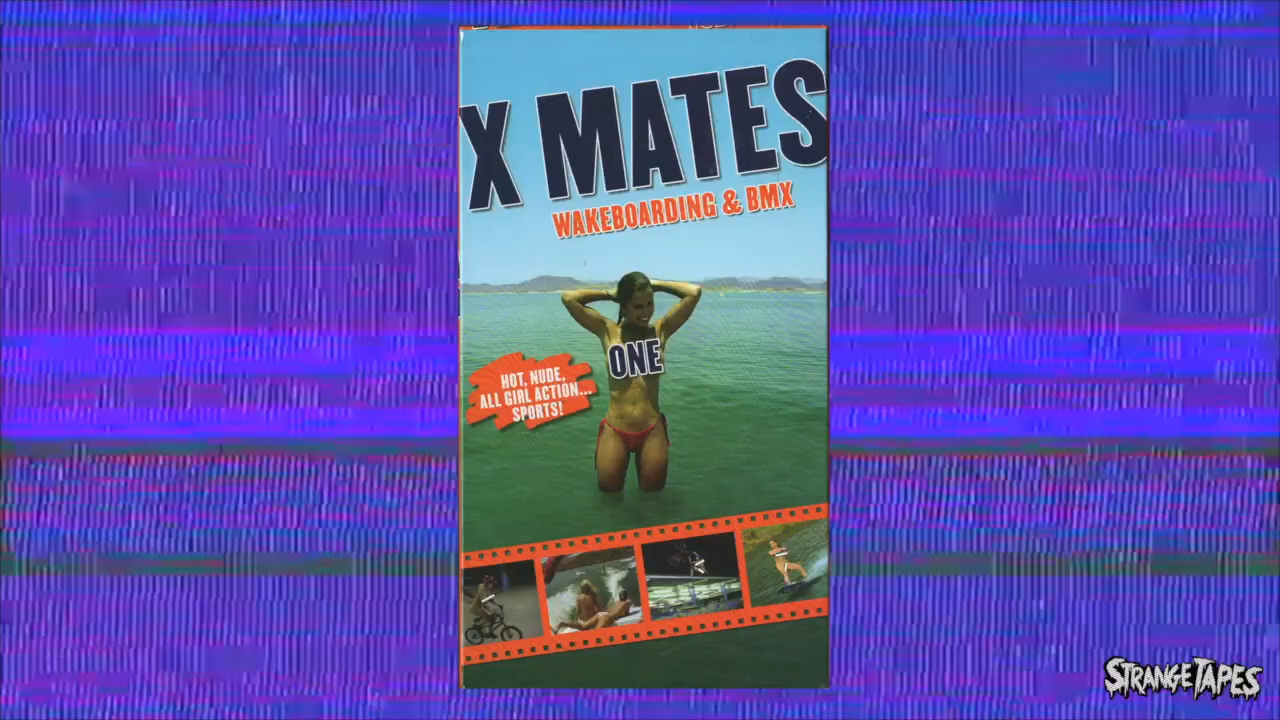 X MATES
WAKEBOARDING & BMX
ONE
HOT, NUDE,
ALL GIRL ACTION...
SPORTS!
STRANGE TAPES